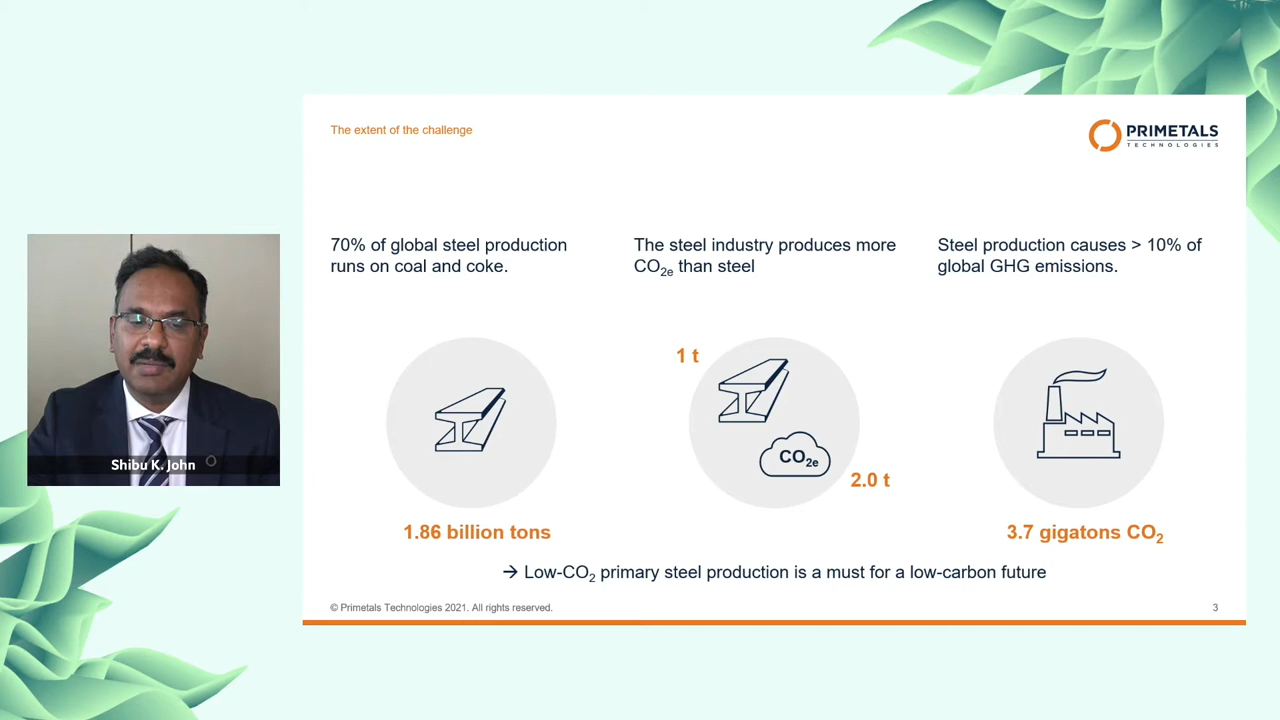 The extent of the challenge
PRIMETALS
TECHNOLOGIES
70% of global steel production
runs on coal and coke.
The steel industry produces more
CO2e than steel
Steel production causes > 10% of
global GHG emissions.
1 t
CO2e
2.0 t
Shibu K. John
1.86 billion tons
3.7 gigatons CO2
→ Low-CO2 primary steel production is a must for a low-carbon future
© Primetals Technologies 2021. All rights reserved.
3